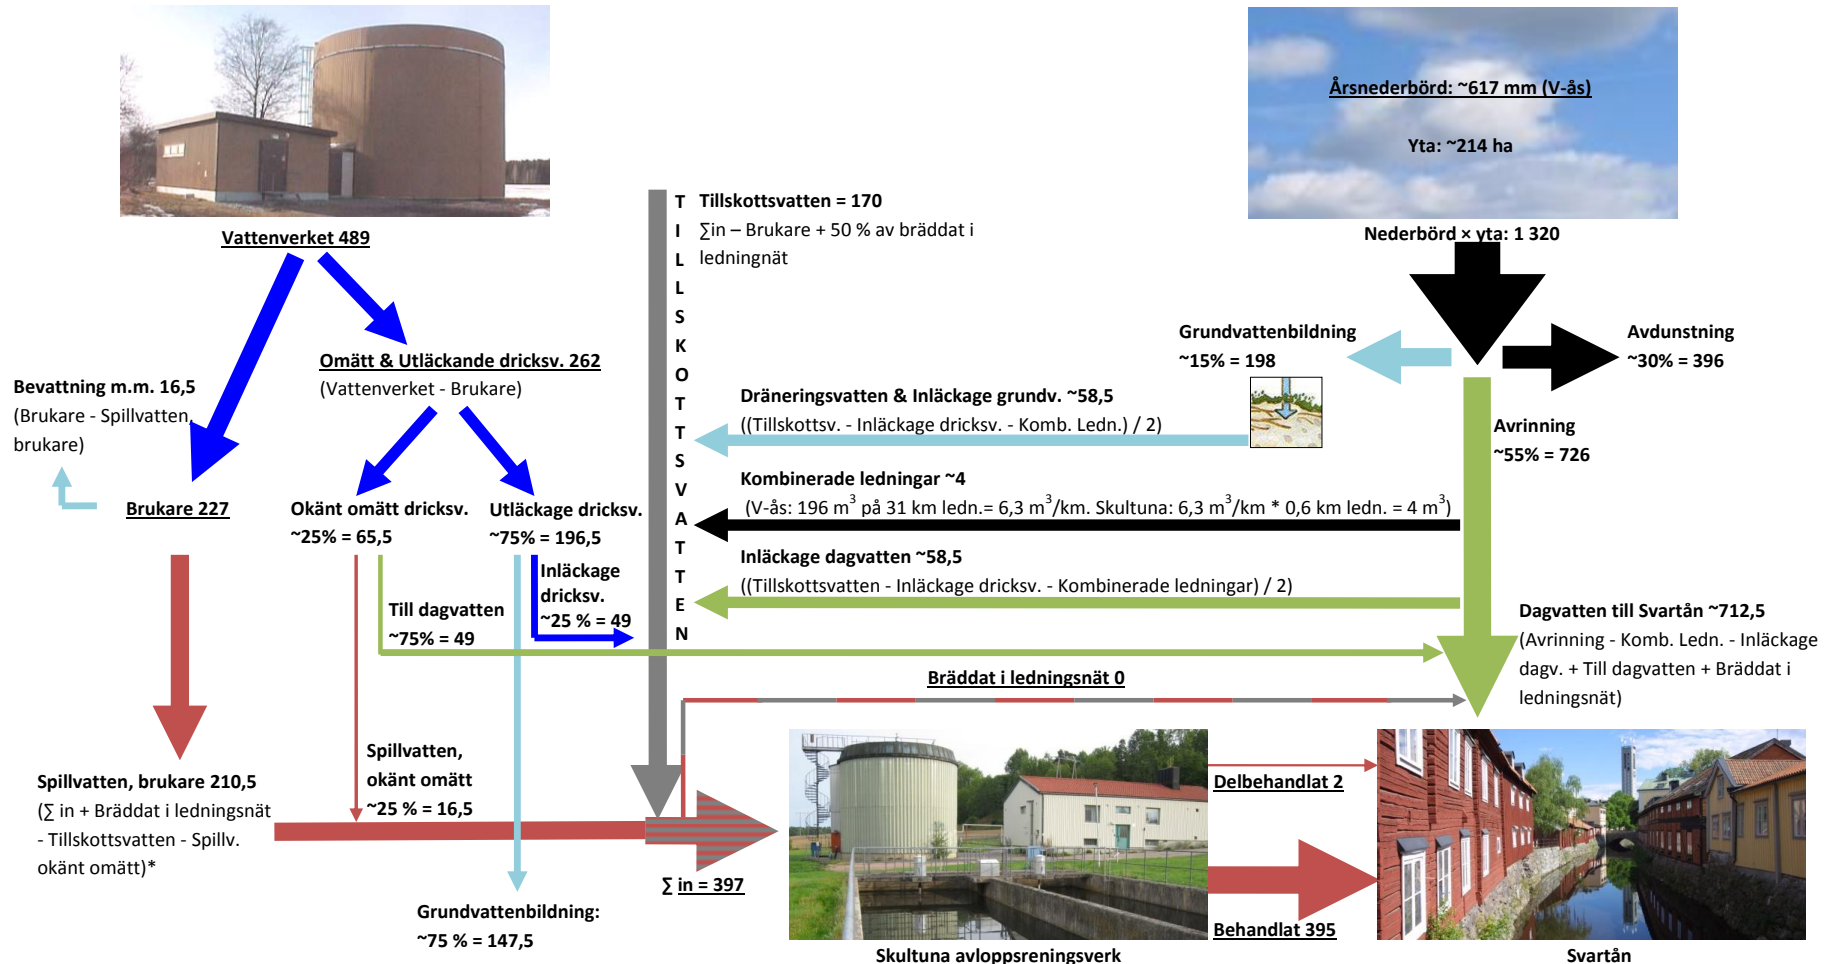 Årsnederbörd: ~617 mm (V-ås)
Yta: ~214 ha
Nederbörd × yta: 1 320
Vattenverket 489
TILLSKOTTSVATTEN
Tillskottsvatten = 170
∑in – Brukare + 50 % av bräddat i
ledningnät
Grundvattenbildning
~15% = 198
Avdunstning
~30% = 396
Omätt & Utläckande dricksv. 262
(Vattenverket - Brukare)
Bevattning m.m. 16,5
(Brukare - Spillvatten,
brukare)
Dräneringsvatten & Inläckage grundv. ~58,5
((Tillskottsv. - Inläckage dricksv. - Komb. Ledn.) / 2)
Avrinning
~55% = 726
Brukare 227
Okänt omätt dricksv.
~25% = 65,5
Utläckage dricksv.
~75% = 196,5
Kombinerade ledningar ~4
(V-ås: 196 m³ på 31 km ledn.= 6,3 m³/km. Skultuna: 6,3 m³/km * 0,6 km ledn. = 4 m³)
Inläckage dagvatten ~58,5
((Tillskottsvatten - Inläckage dricksv. - Kombinerade ledningar) / 2)
Inläckage
dricksv.
~25 % = 49
Till dagvatten
~75% = 49
Dagvatten till Svartån ~712,5
(Avrinning - Komb. Ledn. - Inläckage
dagv. + Till dagvatten + Bräddat i
ledningsnät)
Bräddat i ledningsnät 0
Spillvatten, brukare 210,5
(∑ in + Bräddat i ledningsnät
- Tillskottsvatten - Spillv.
okänt omätt)*
Spillvatten,
okänt omätt
~25 % = 16,5
∑ in = 397
Grundvattenbildning:
~75 % = 147,5
Delbehandlat 2
Behandlat 395
Skultuna avloppsreningsverk
Svartån